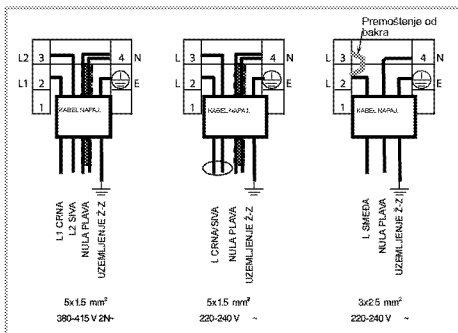 Premoštenje od
bakra
L2 3 4 N
L1 2 E
1
KABEL NAPAJ.
L1 CRNA
L2 SIVA
NULA PLAVA
UZEMLJENJE Ž-Z
5x1.5 mm²
380-415 V 2N~
L 3 4 N
L 2 E
1
KABEL NAPAJ.
L CRNA/SIVA
NULA PLAVA
UZEMLJENJE Ž-Z
5x1.5 mm²
220-240 V ~
L 3 4 N
L 2 E
1
KABEL NAPAJ.
L SMEĐA
NULA PLAVA
UZEMLJENJE Ž-Z
3x2.5 mm²
220-240 V ~